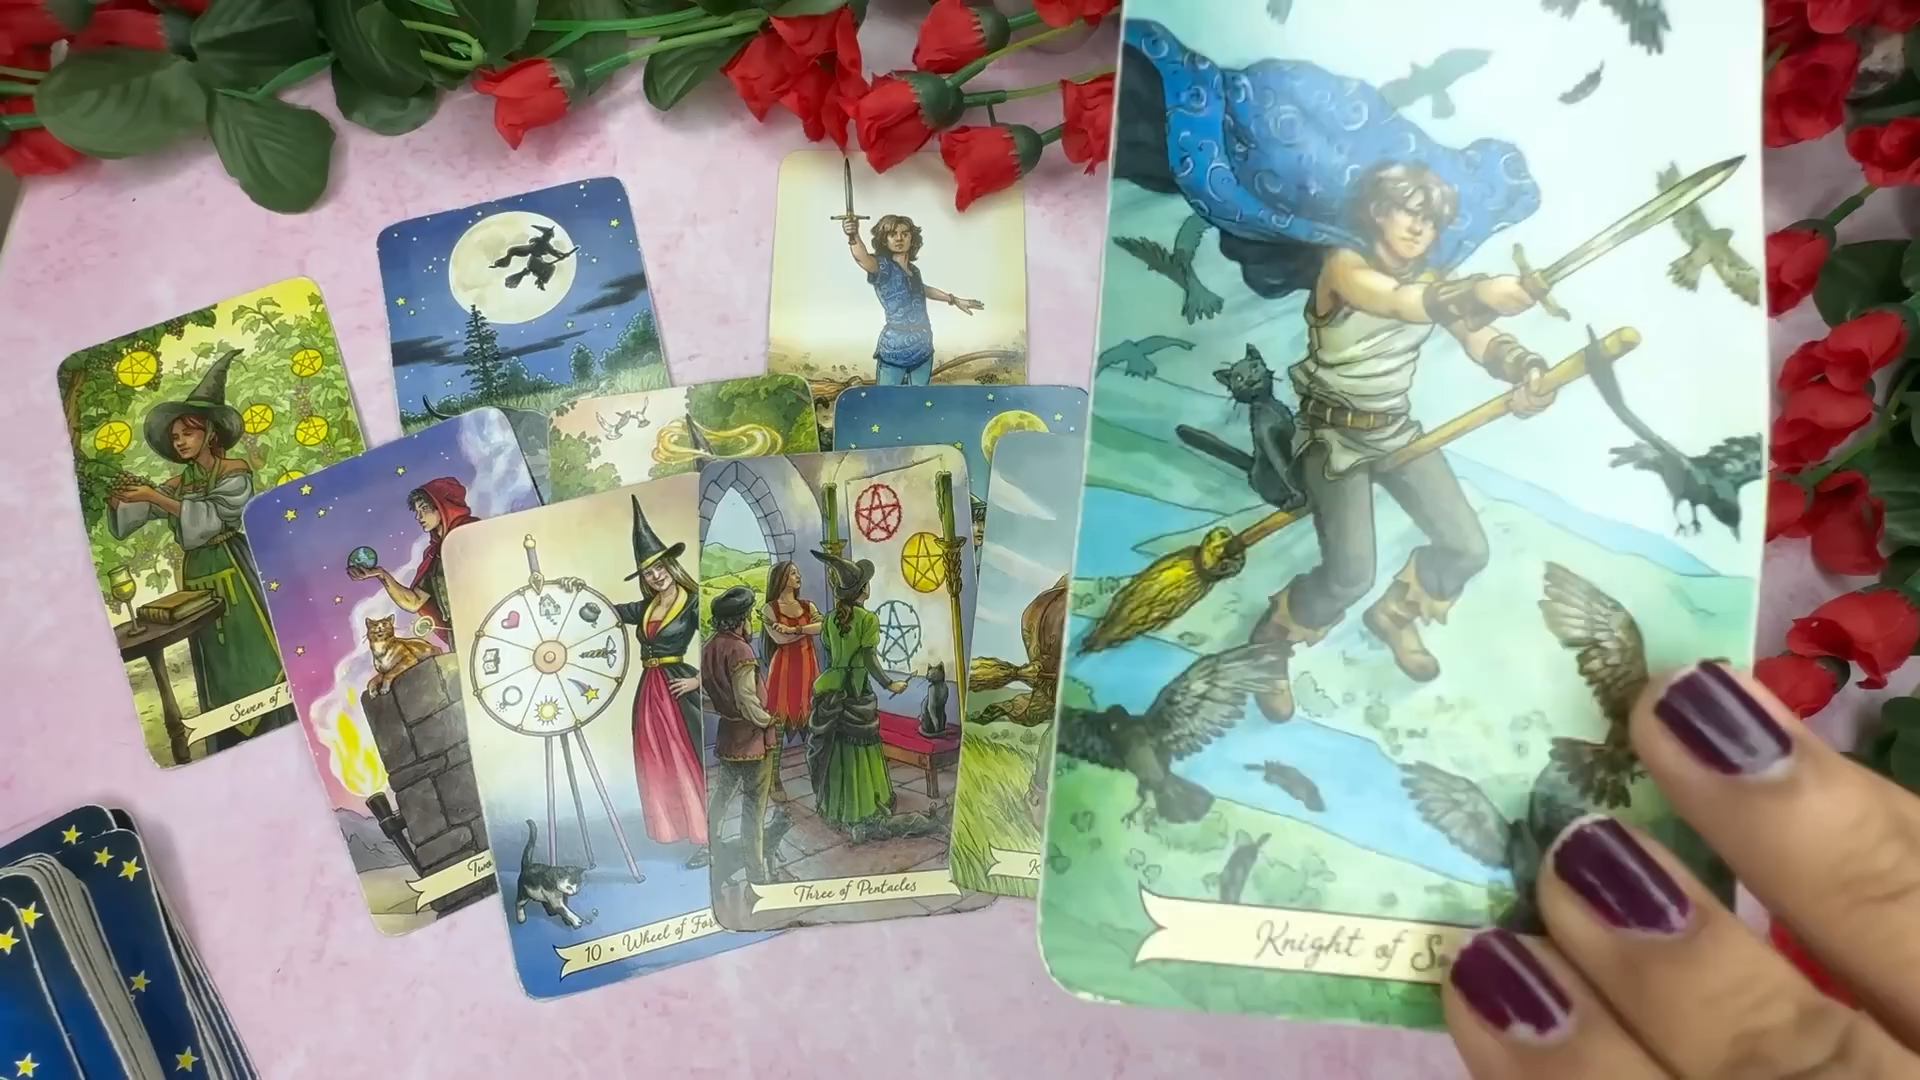 Seven of
Two
10 • Wheel of For
Three of Pentacles
K
Knight of S